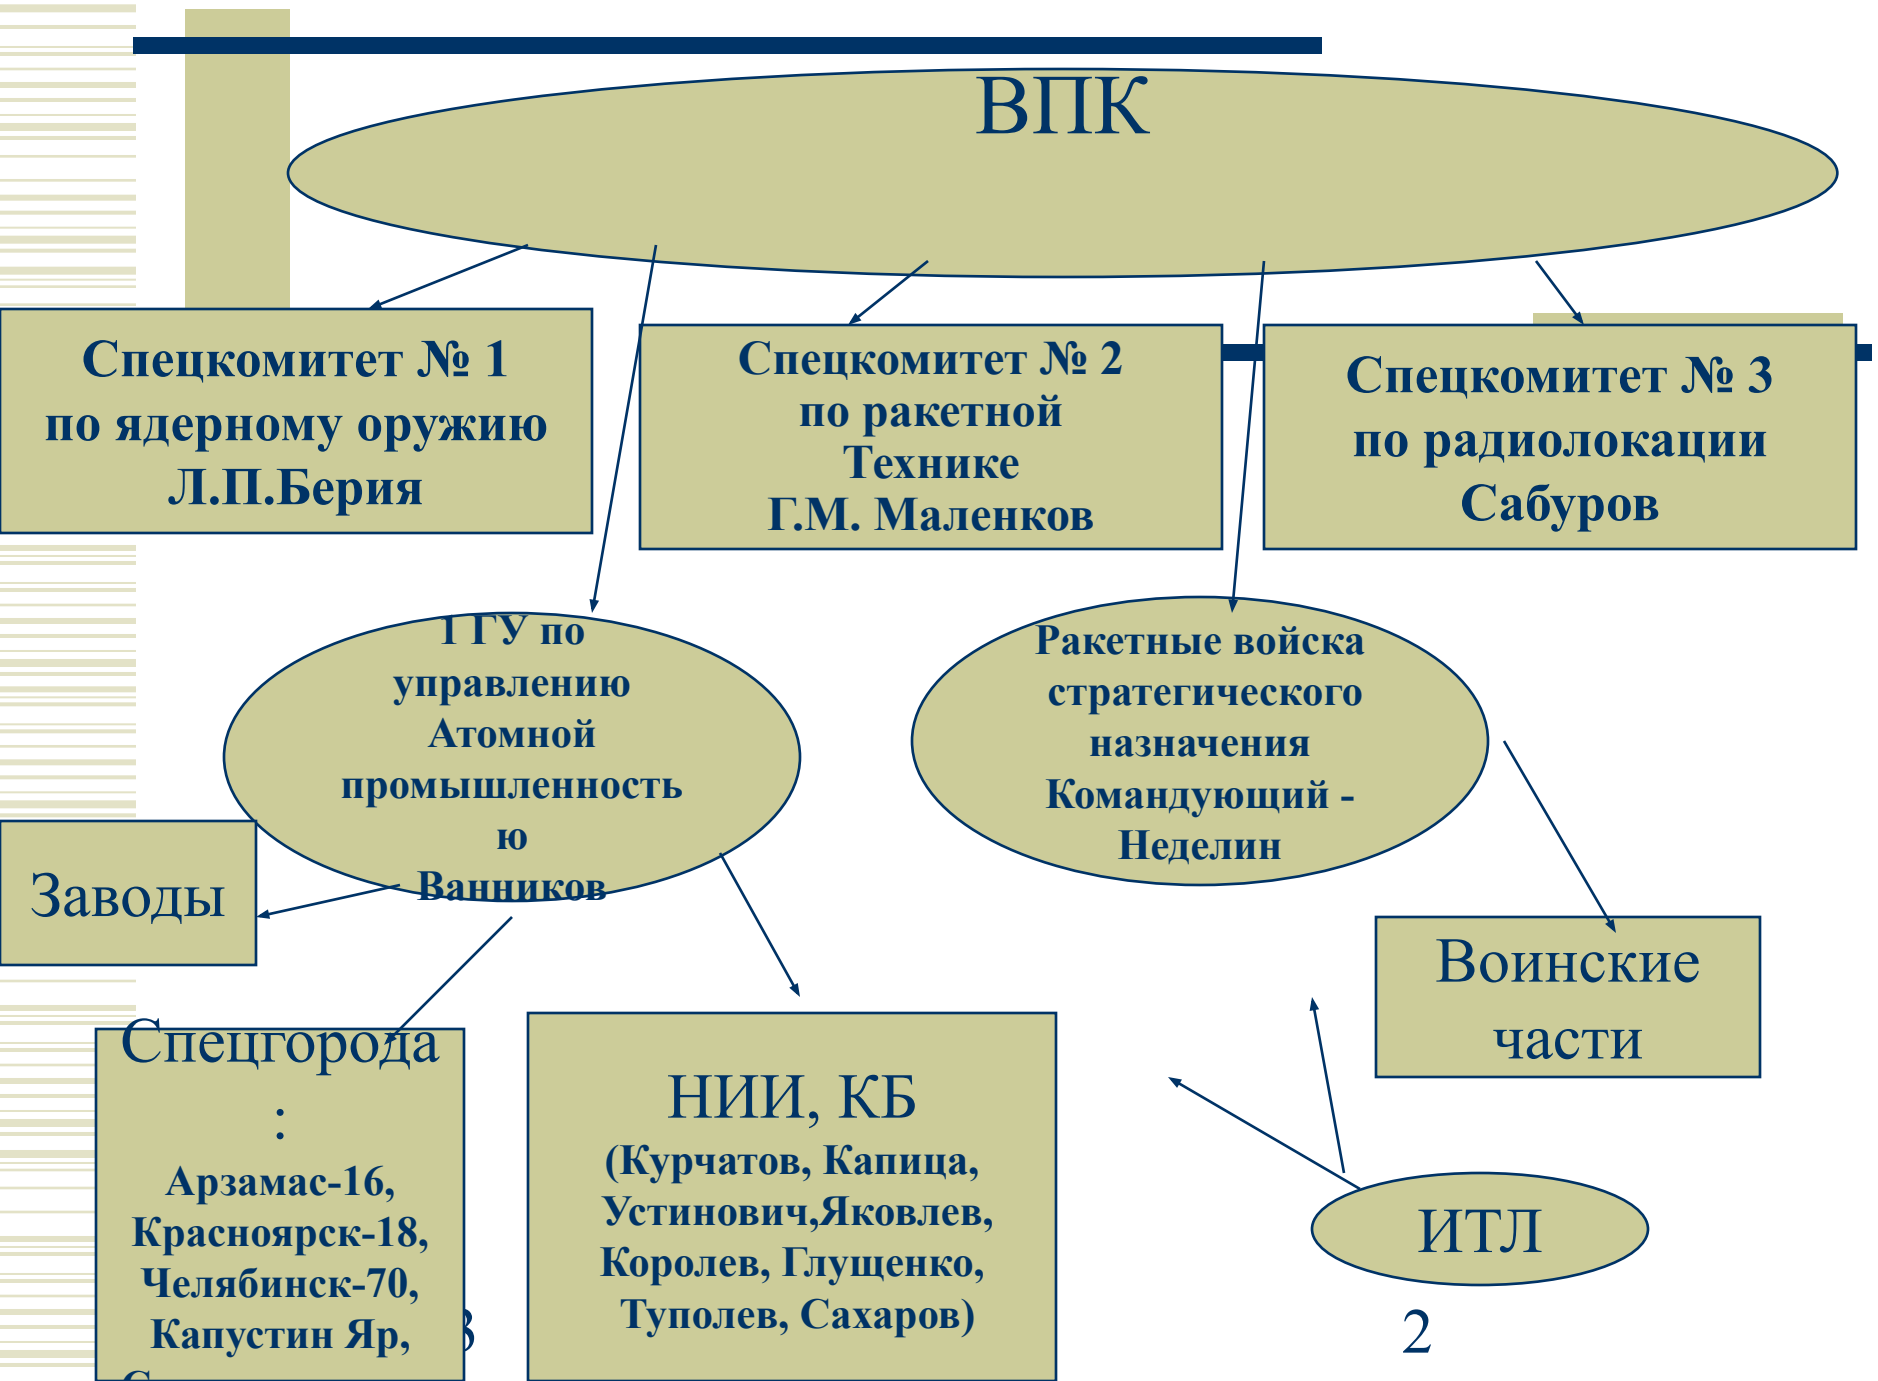 ВПК
Спецкомитет № 1
по ядерному оружию
Л.П.Берия
Спецкомитет № 2
по ракетной
Технике
Г.М. Маленков
Спецкомитет № 3
по радиолокации
Сабуров
1 ГУ по
управлению
Атомной
промышленность
ю
Ванников
Ракетные войска
стратегического
назначения
Командующий -
Неделин
Заводы
Воинские
части
Спецгорода
:
Арзамас-16,
Красноярск-18,
Челябинск-70,
Капустин Яр,
НИИ, КБ
(Курчатов, Капица,
Устинович,Яковлев,
Королев, Глущенко,
Туполев, Сахаров)
ИТЛ
2